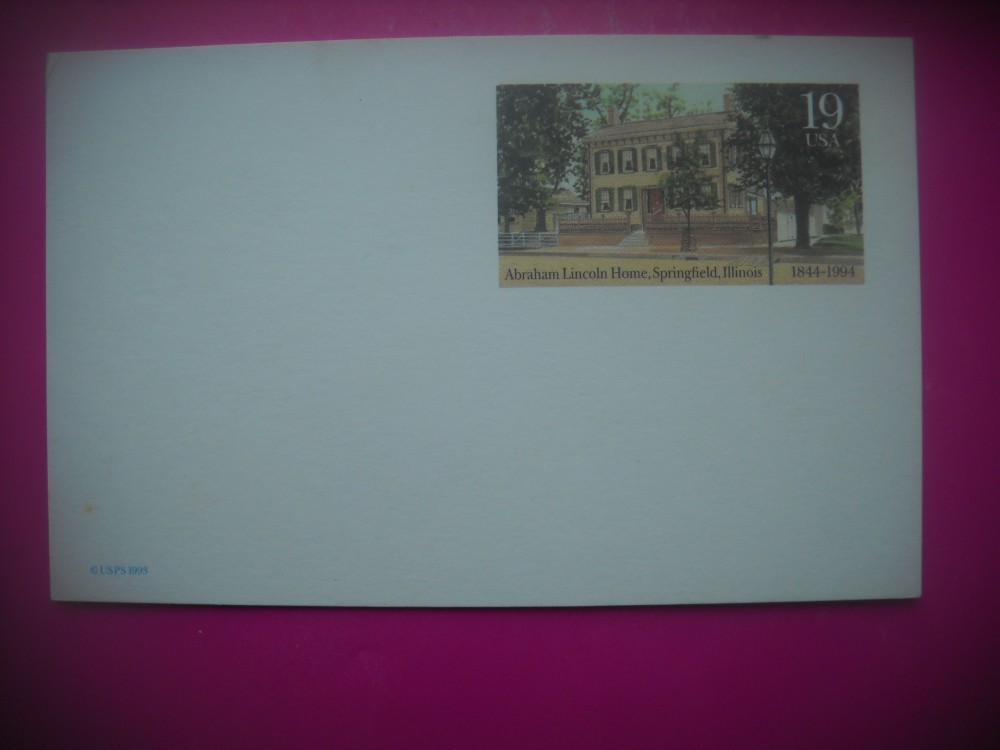 19
USA
Abraham Lincoln Home, Springfield, Illinois 1844-1994
© USPS 1993